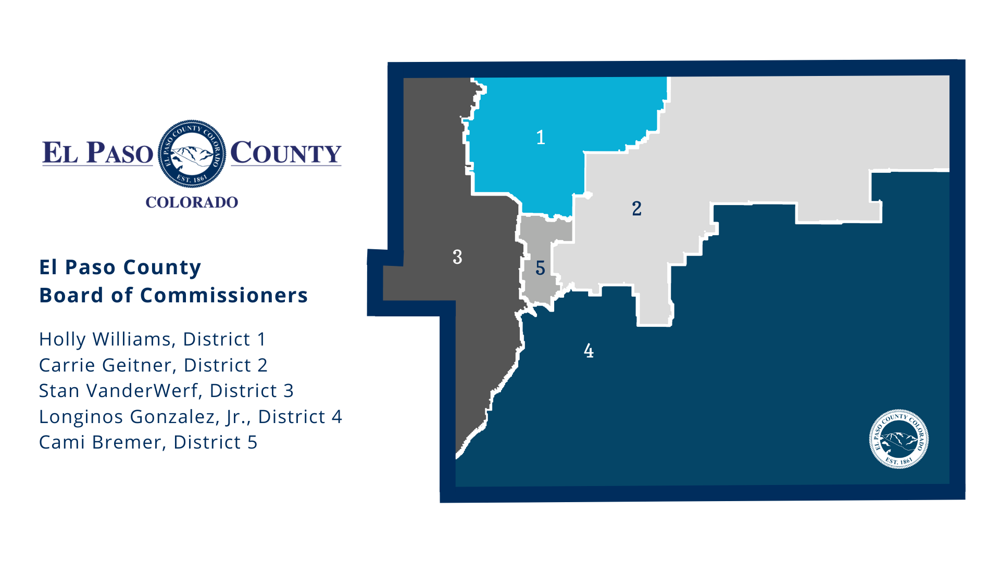 EL PASO COUNTY
EL PASO COUNTY COLORADO
EST. 1861
COLORADO
El Paso County
Board of Commissioners
Holly Williams, District 1
Carrie Geitner, District 2
Stan VanderWerf, District 3
Longinos Gonzalez, Jr., District 4
Cami Bremer, District 5
1
2
3
5
4
EL PASO COUNTY COLORADO
EST. 1861